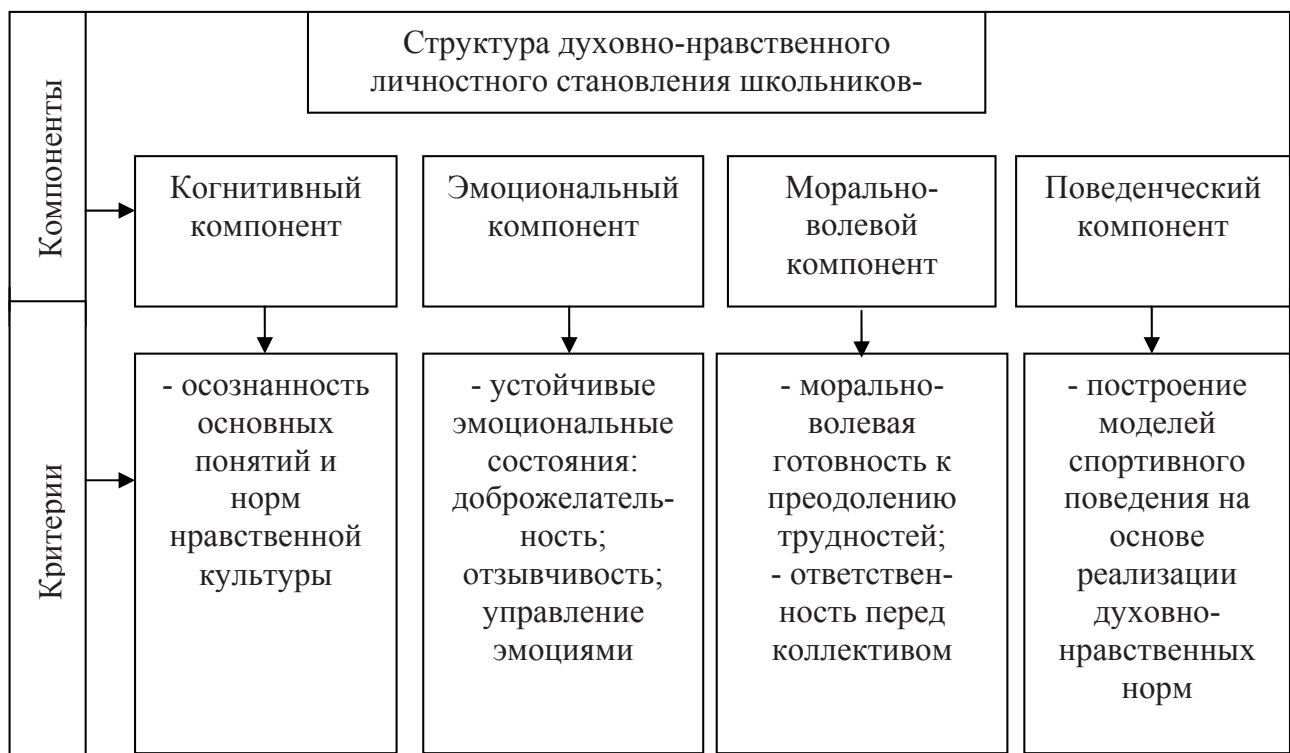 Структура духовно-нравственного
личностного становления школьников-
Компоненты
Когнитивный
компонент
Эмоциональный
компонент
Морально-
волевой
компонент
Поведенческий
компонент
Критерии
- осознанность
основных
понятий и
норм
нравственной
культуры
- устойчивые
эмоциональные
состояния:
доброжелатель-
ность;
отзывчивость;
управление
эмоциями
- морально-
волевая
готовность к
преодолению
трудностей;
- ответствен-
ность перед
коллективом
- построение
моделей
спортивного
поведения на
основе
реализации
духовно-
нравственных
норм